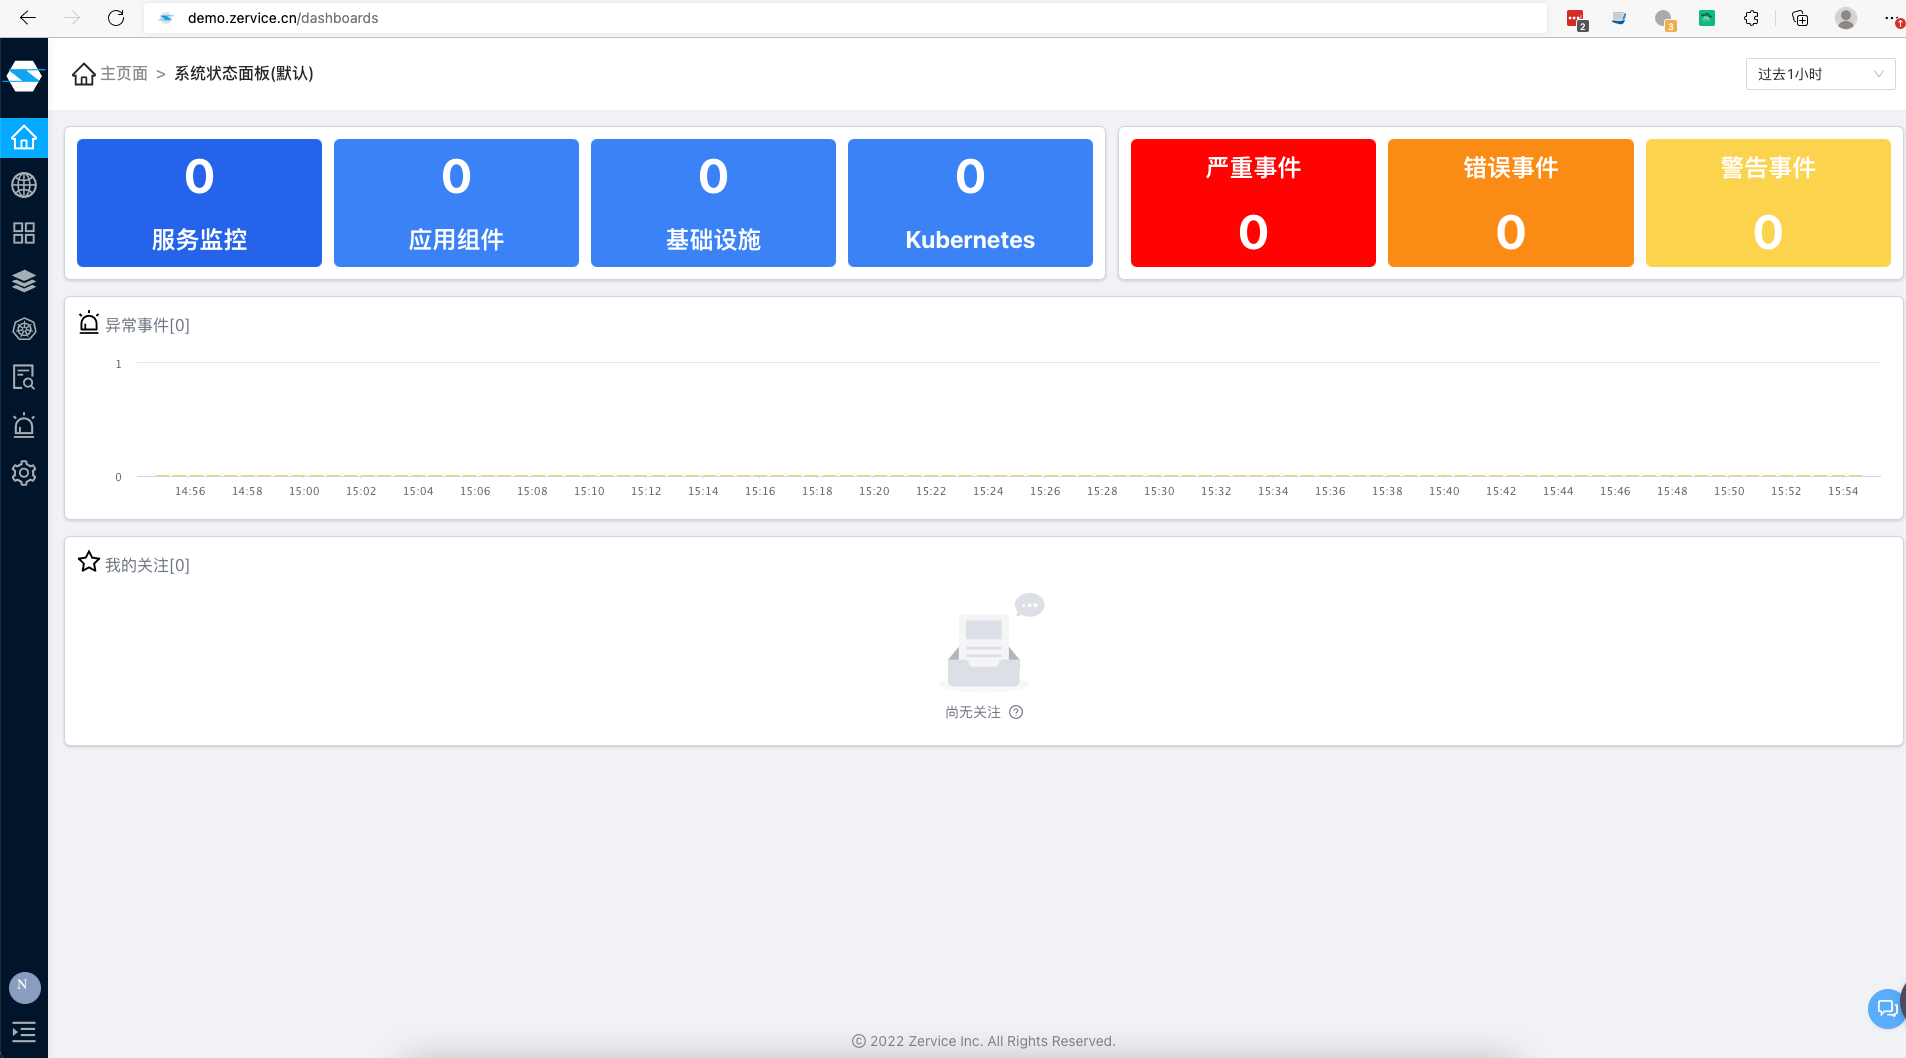 demo.zervice.cn/dashboards
2
3
主页面 > 系统状态面板(默认)
过去1小时
0
服务监控
0
应用组件
0
基础设施
0
Kubernetes
严重事件
0
错误事件
0
警告事件
0
异常事件[0]
1
0
14:56 14:58 15:00 15:02 15:04 15:06 15:08 15:10 15:12 15:14 15:16 15:18 15:20 15:22 15:24 15:26 15:28 15:30 15:32 15:34 15:36 15:38 15:40 15:42 15:44 15:46 15:48 15:50 15:52 15:54
我的关注[0]
尚无关注
N
© 2022 Zervice Inc. All Rights Reserved.